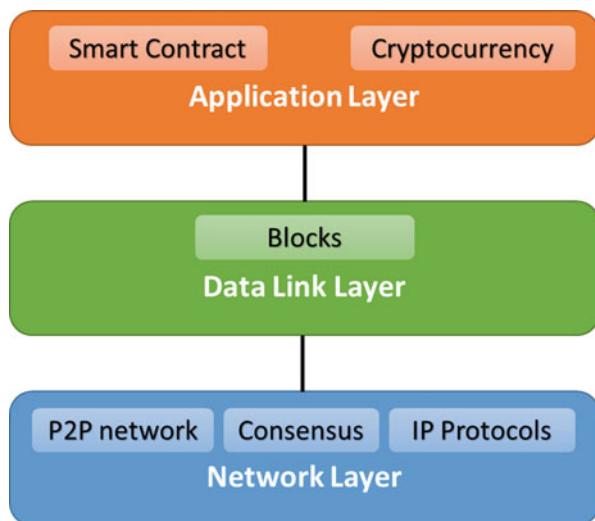 Smart Contract Cryptocurrency
Application Layer
Blocks
Data Link Layer
P2P network Consensus IP Protocols
Network Layer